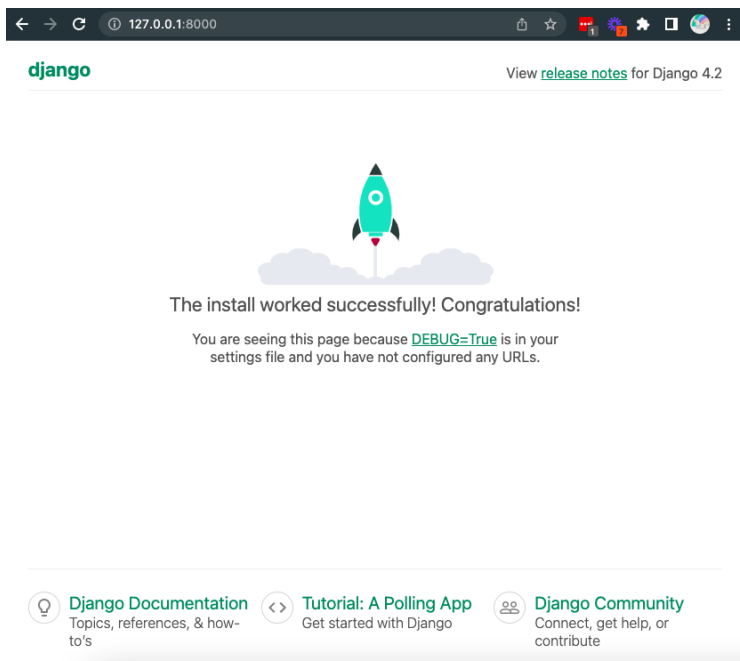 127.0.0.1:8000
1
7
django
View release notes for Django 4.2
The install worked successfully! Congratulations!
You are seeing this page because DEBUG=True is in your
settings file and you have not configured any URLs.
Django Documentation
Topics, references, & how-
to's
Tutorial: A Polling App
Get started with Django
Django Community
Connect, get help, or
contribute